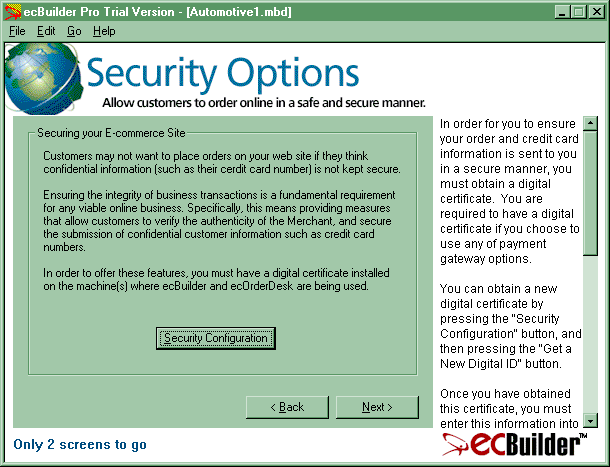 ecBuilder Pro Trial Version - [Automotive1.mbd]
File Edit Go Help
Security Options
Allow customers to order online in a safe and secure manner.
Securing your E-commerce Site
Customers may not want to place orders on your web site if they think
confidential information (such as their cerdit card number) is not kept secure.
Ensuring the integrity of business transactions is a fundamental requirement
for any viable online business. Specifically, this means providing measures
that allow customers to verify the authenticity of the Merchant, and secure
the submission of confidential customer information such as credit card
numbers.
In order to offer these features, you must have a digital certificate installed
on the machine(s) where ecBuilder and ecOrderDesk are being used.
Security Configuration
< Back
Next >
In order for you to ensure
your order and credit card
information is sent to you
in a secure manner, you
must obtain a digital
certificate. You are
required to have a digital
certificate if you choose to
use any of payment
gateway options.
You can obtain a new
digital certificate by
pressing the "Security
Configuration" button, and
then pressing the "Get a
New Digital ID" button.
Once you have obtained
this certificate, you must
enter this information into
Only 2 screens to go
ecBuilder™